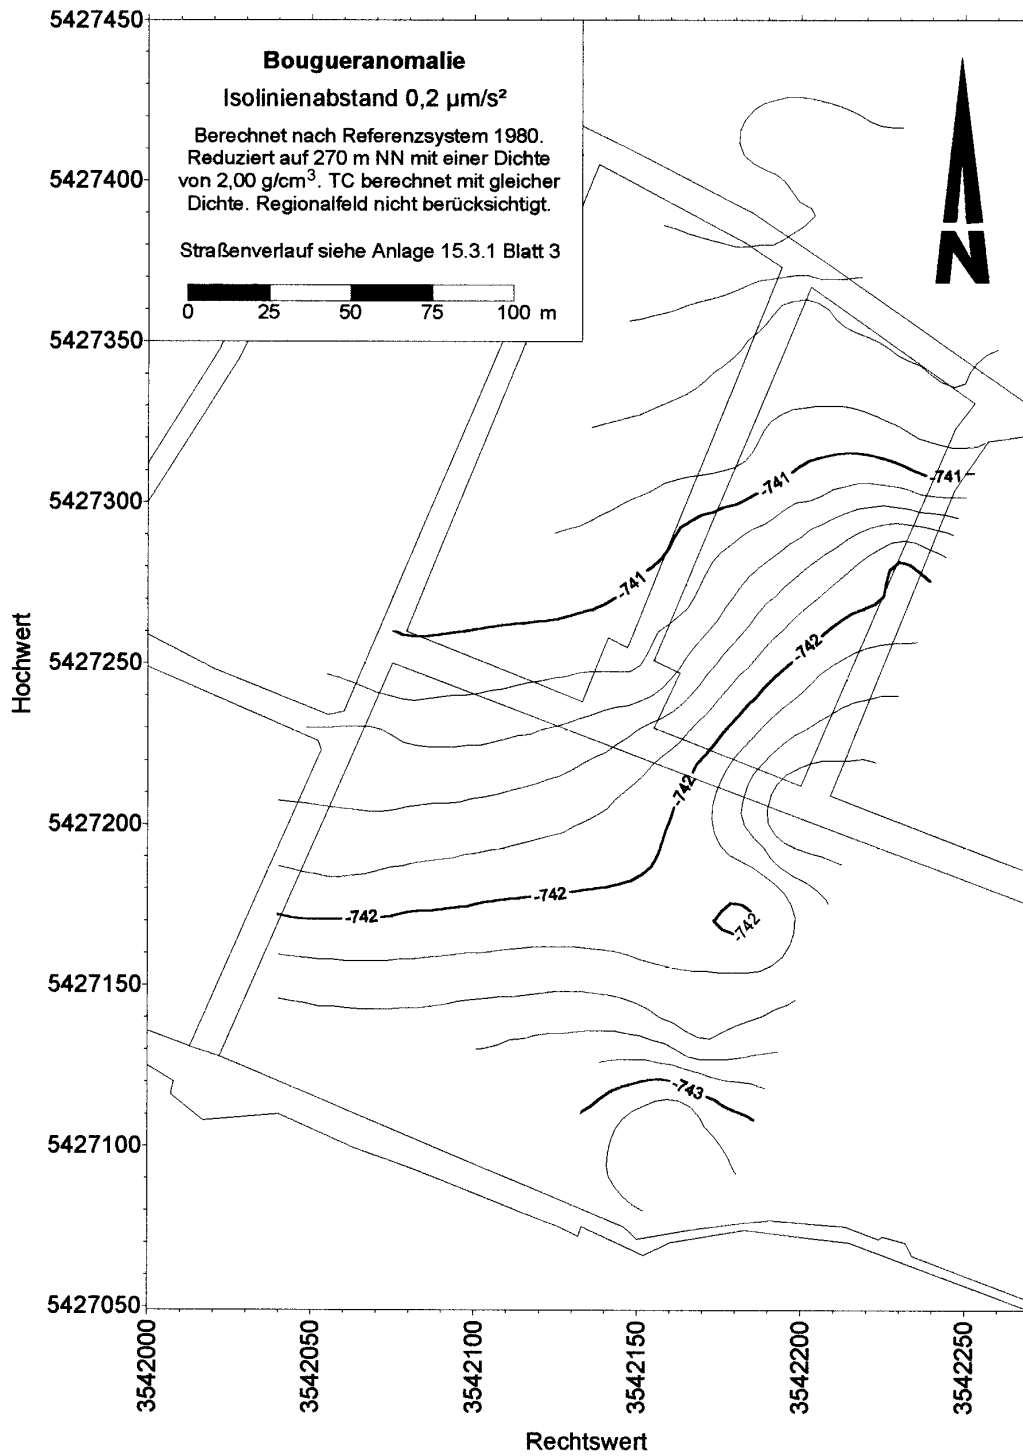 5427450
Bougueranomalie
Isolinienabstand 0,2 µm/s²
Berechnet nach Referenzsystem 1980.
Reduziert auf 270 m NN mit einer Dichte
von 2,00 g/cm³. TC berechnet mit gleicher
Dichte. Regionalfeld nicht berücksichtigt.
Straßenverlauf siehe Anlage 15.3.1 Blatt 3
0 25 50 75 100 m
N
5427400
5427350
5427300
5427250
5427200
5427150
5427100
5427050
Hochwert
-741
-741
-741
-742
-742
-742
-742
-742
-743
3542000
3542050
3542100
3542150
3542200
3542250
Rechtswert